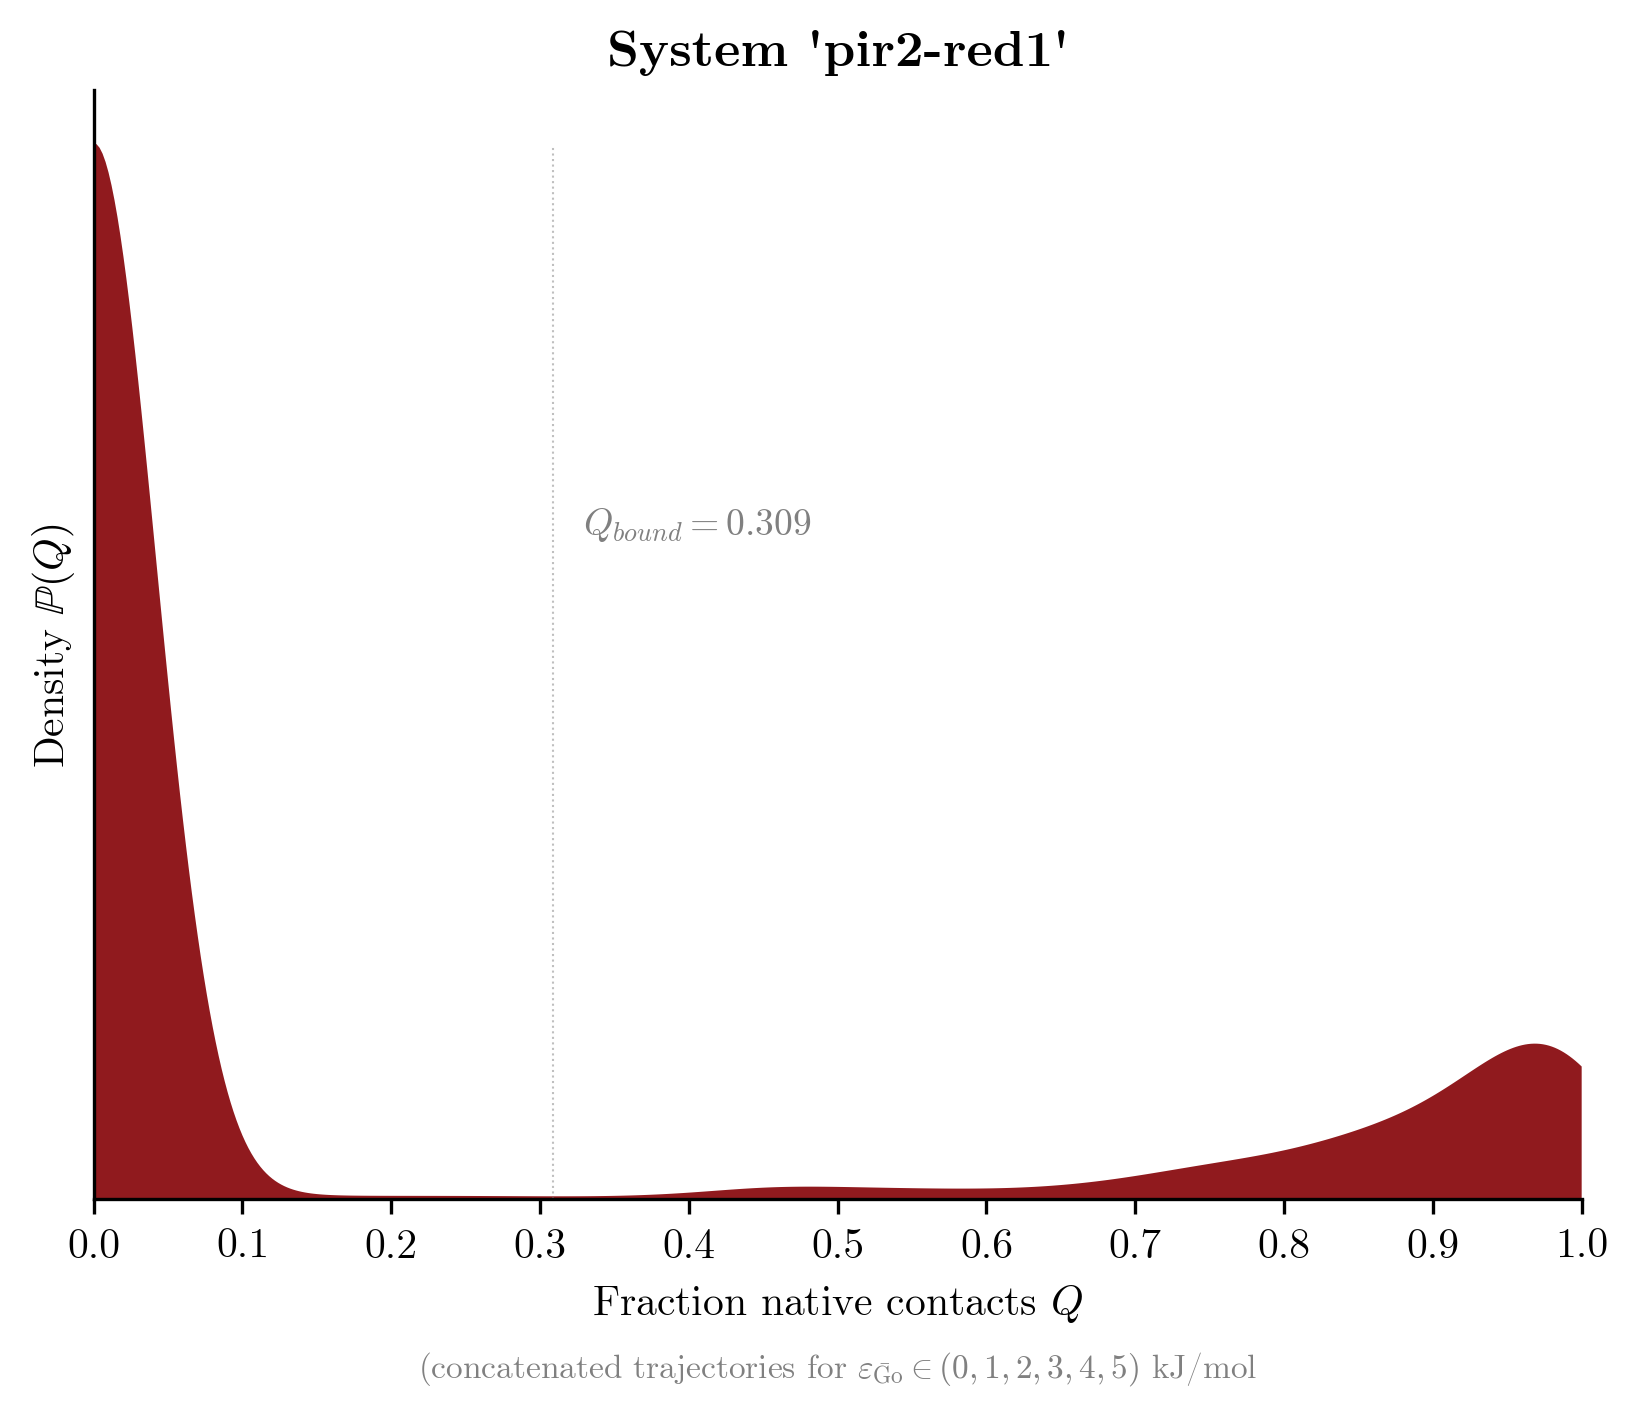 System 'pir2-red1'
Density ℙ(Q)
Q_bound = 0.309
0.0 0.1 0.2 0.3 0.4 0.5 0.6 0.7 0.8 0.9 1.0
Fraction native contacts Q
(concatenated trajectories for ε_Ḡo ∈ (0, 1, 2, 3, 4, 5) kJ/mol